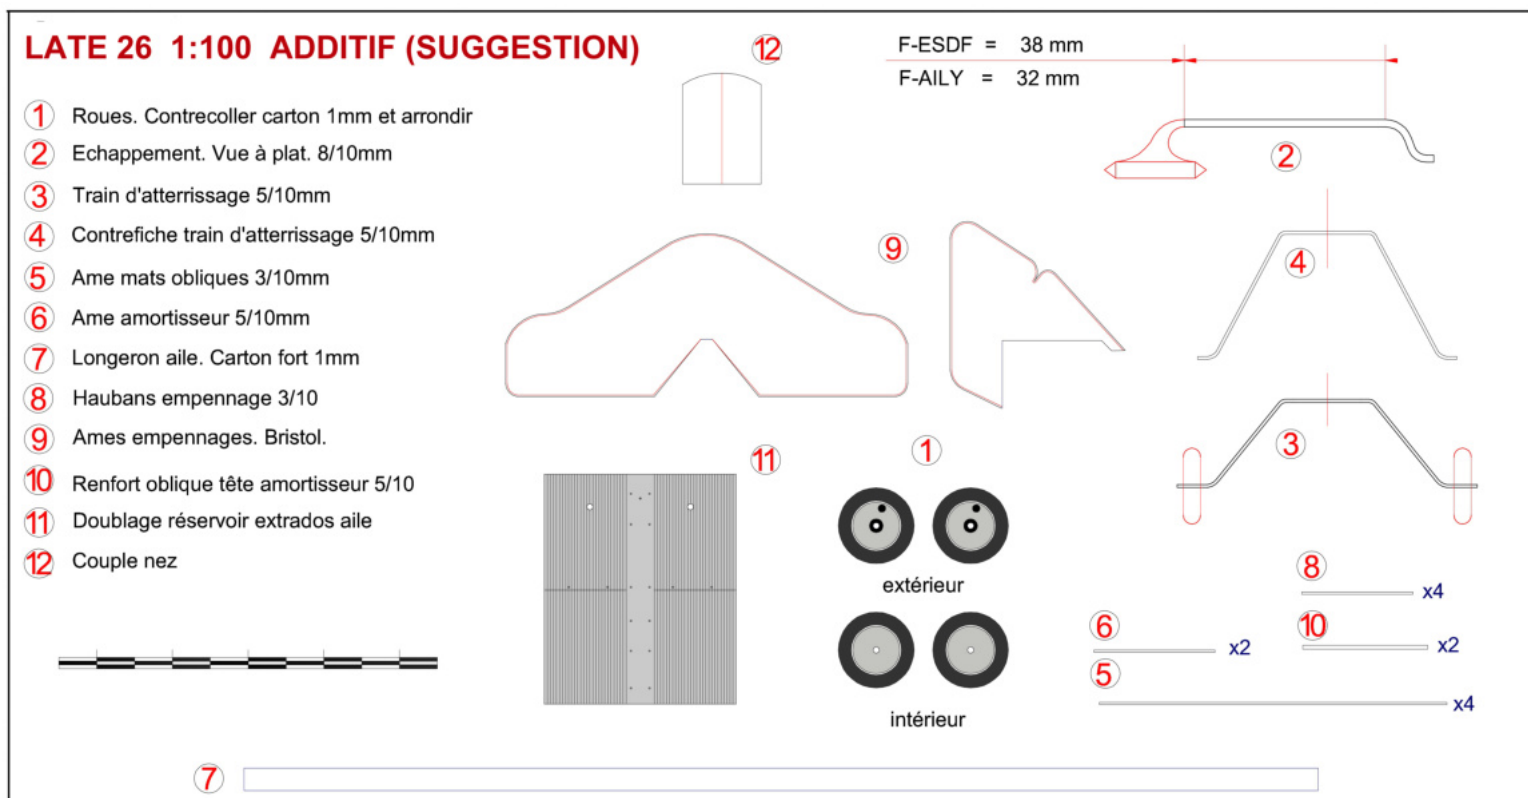 LATE 26 1:100 ADDITIF (SUGGESTION)
1 Roues. Contrecoller carton 1mm et arrondir
2 Echappement. Vue à plat. 8/10mm
3 Train d'atterrissage 5/10mm
4 Contrefiche train d'atterrissage 5/10mm
5 Ame mats obliques 3/10mm
6 Ame amortisseur 5/10mm
7 Longeron aile. Carton fort 1mm
8 Haubans empennage 3/10
9 Ames empennages. Bristol.
10 Renfort oblique tête amortisseur 5/10
11 Doublage réservoir extrados aile
12 Couple nez
12
F-ESDF = 38 mm
F-AILY = 32 mm
2
9
4
3
11
1
extérieur
intérieur
8
x4
6
x2
10
x2
5
x4
7